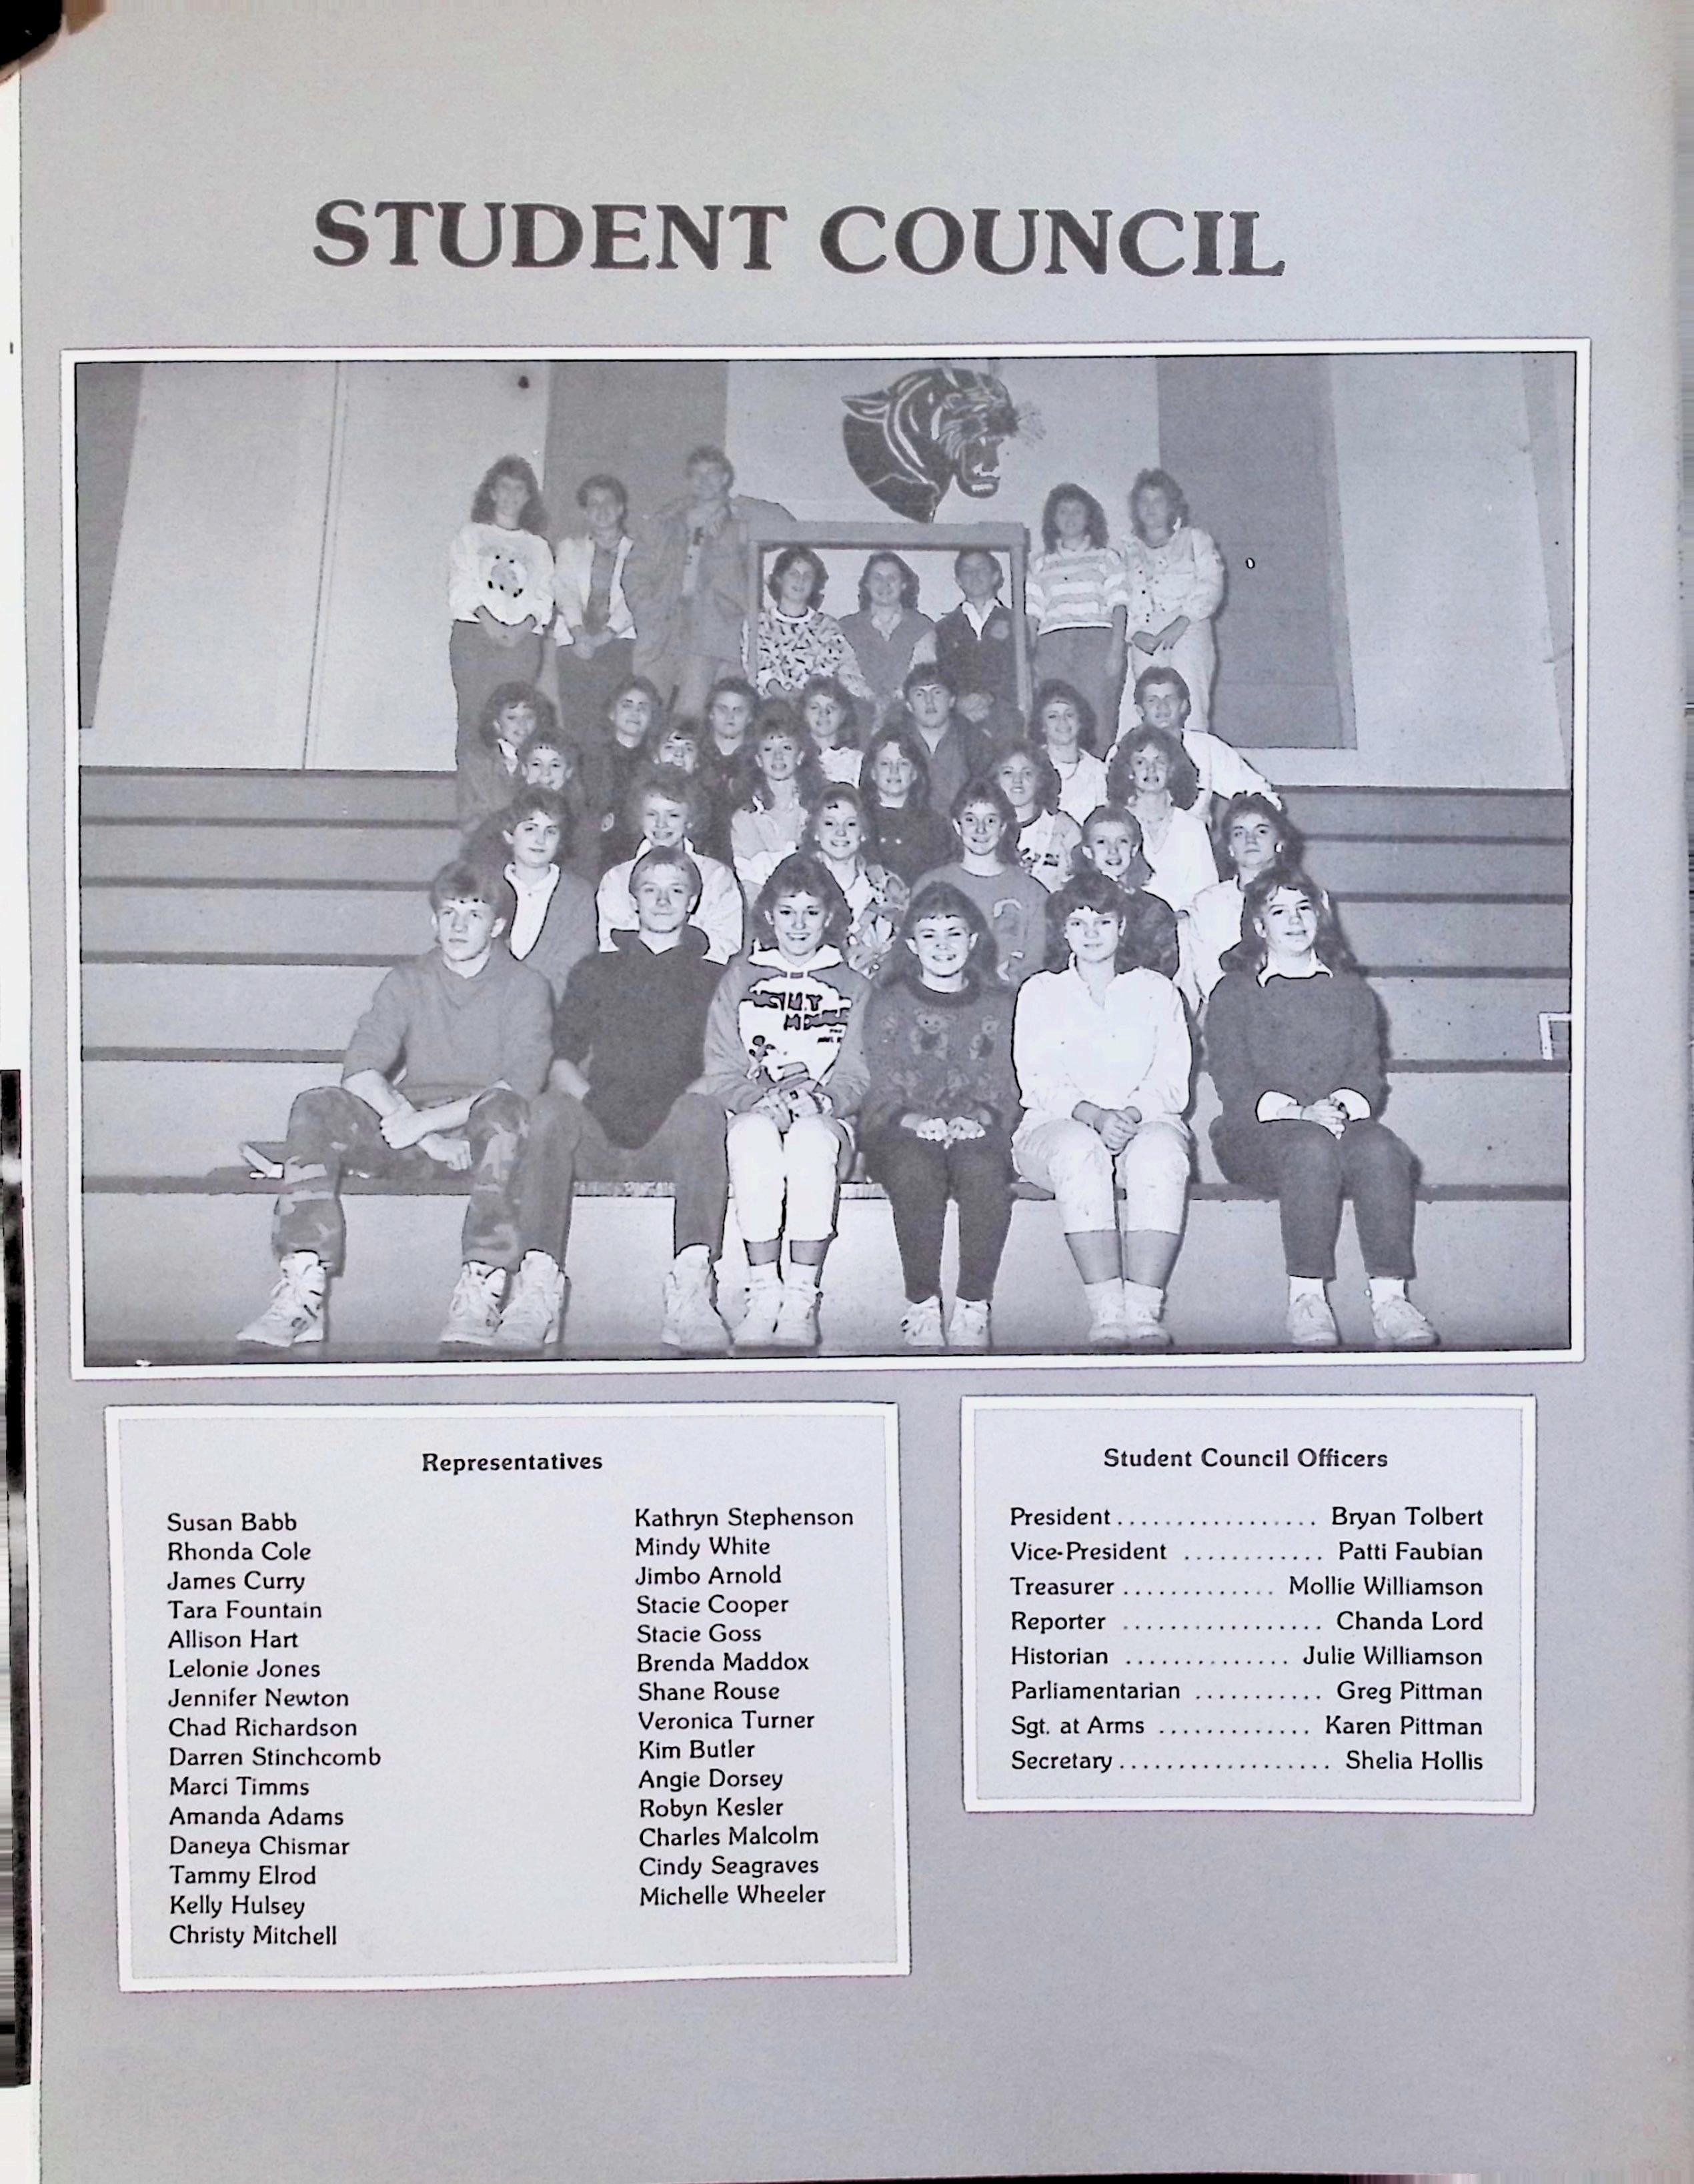 STUDENT COUNCIL
Representatives
Susan Babb
Rhonda Cole
James Curry
Tara Fountain
Allison Hart
Lelonie Jones
Jennifer Newton
Chad Richardson
Darren Stinchcomb
Marci Timms
Amanda Adams
Daneya Chismar
Tammy Elrod
Kelly Hulsey
Christy Mitchell
Kathryn Stephenson
Mindy White
Jimbo Arnold
Stacie Cooper
Stacie Goss
Brenda Maddox
Shane Rouse
Veronica Turner
Kim Butler
Angie Dorsey
Robyn Kesler
Charles Malcolm
Cindy Seagraves
Michelle Wheeler
Student Council Officers
President ................. Bryan Tolbert
Vice-President ............ Patti Faubian
Treasurer ............. Mollie Williamson
Reporter ................. Chanda Lord
Historian .............. Julie Williamson
Parliamentarian ........... Greg Pittman
Sgt. at Arms ............. Karen Pittman
Secretary .................. Shelia Hollis